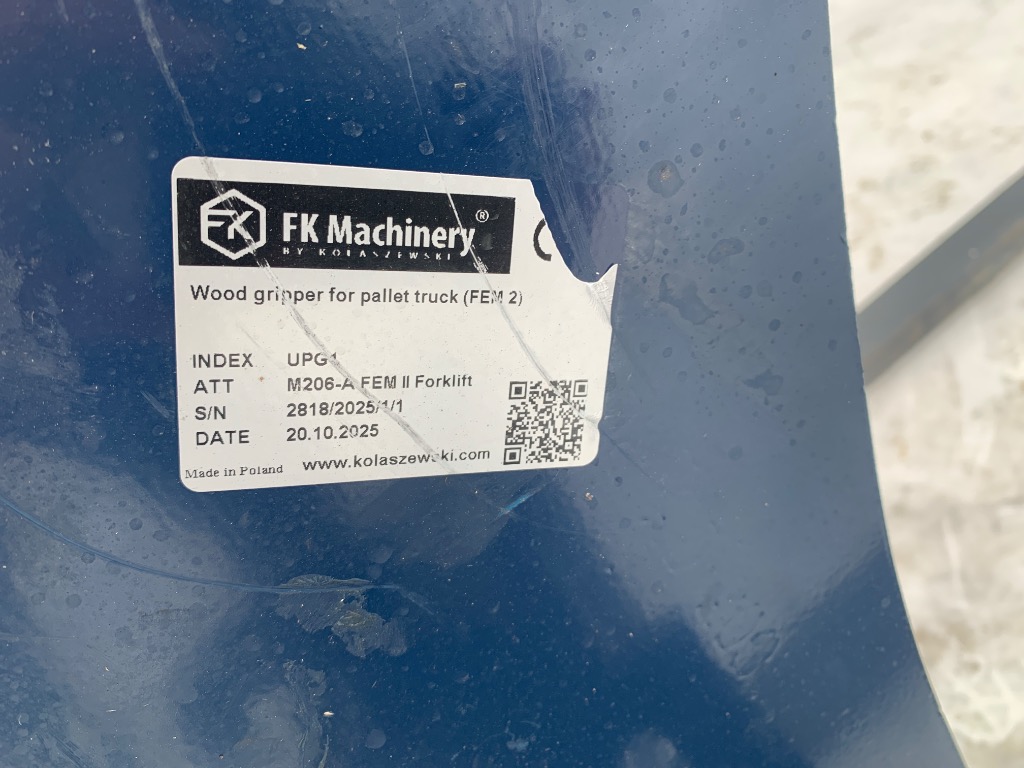 FK
FK Machinery®
BY KOLASZEWSKI
Wood gripper for pallet truck (FEM 2)
INDEX UPG1
ATT M206-A FEM II Forklift
S/N 2818/2025/1/1
DATE 20.10.2025
Made in Poland www.kolaszewski.com